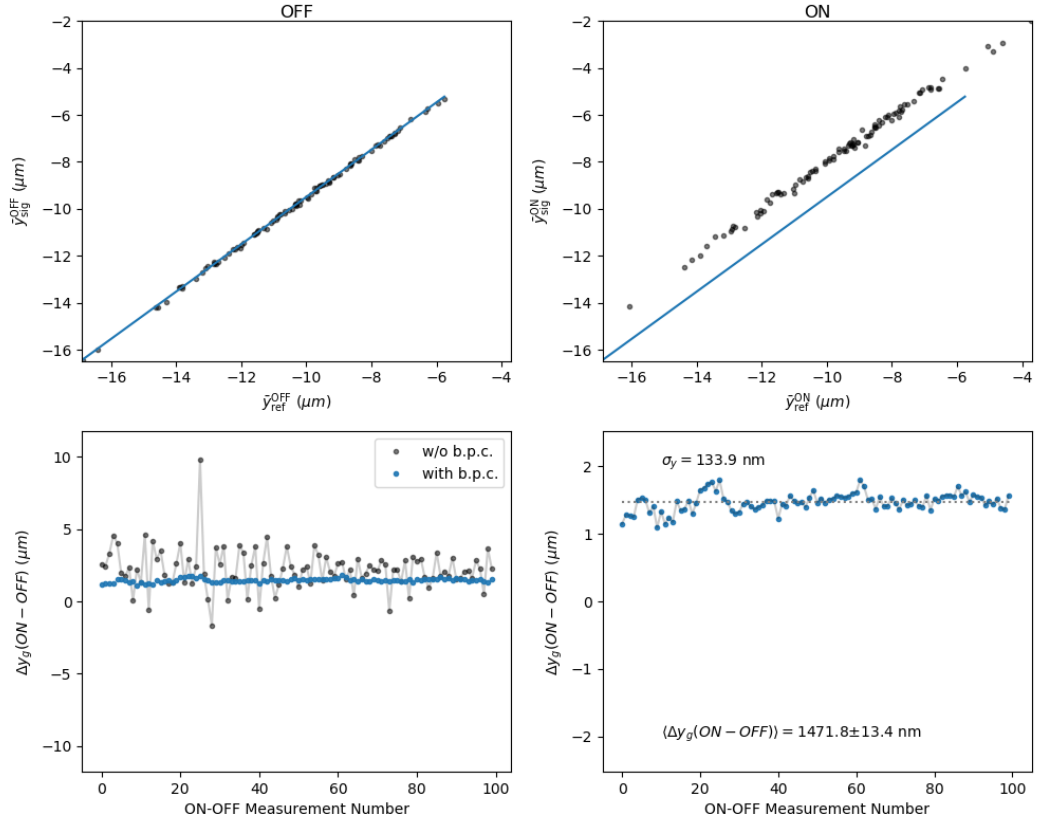 OFF
−2
−4
−6
−8
−10
−12
−14
−16
ȳ_sig^OFF (μm)
−16 −14 −12 −10 −8 −6 −4
ȳ_ref^OFF (μm)
ON
−2
−4
−6
−8
−10
−12
−14
−16
ȳ_sig^ON (μm)
−16 −14 −12 −10 −8 −6 −4
ȳ_ref^ON (μm)
10
5
0
−5
−10
Δy_g(ON − OFF) (μm)
w/o b.p.c.
with b.p.c.
0 20 40 60 80 100
ON-OFF Measurement Number
2
1
0
−1
−2
Δy_g(ON − OFF) (μm)
σ_y = 133.9 nm
⟨Δy_g(ON − OFF)⟩ = 1471.8±13.4 nm
0 20 40 60 80 100
ON-OFF Measurement Number